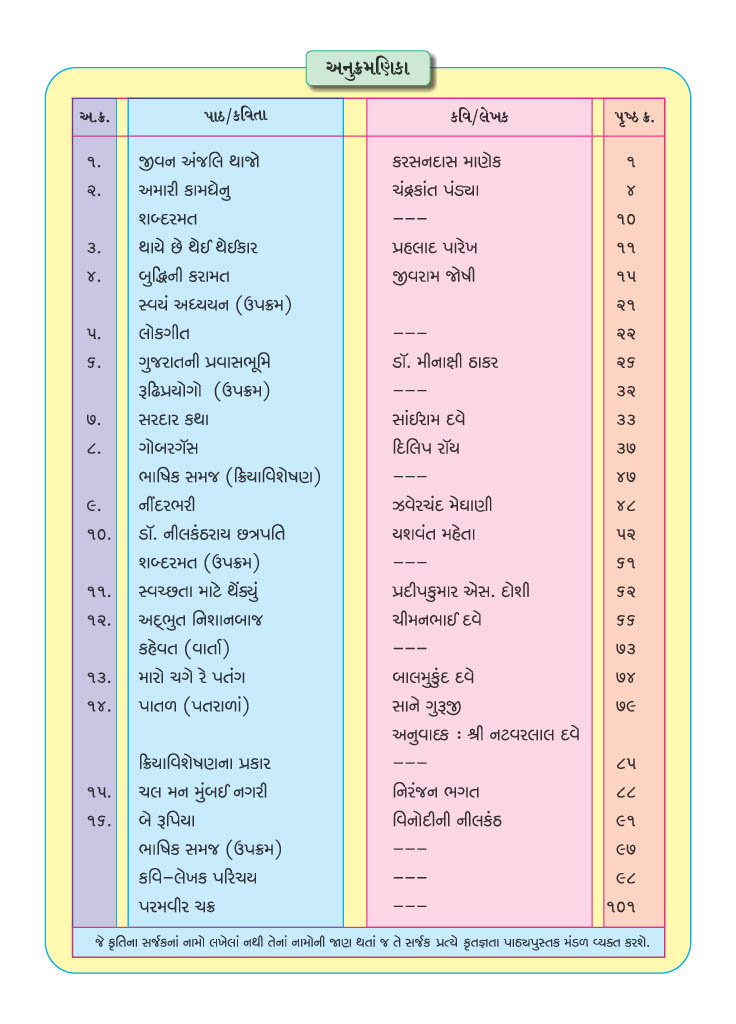 અનુક્રમણિકા
અ.ક્ર. પાઠ/કવિતા કવિ/લેખક પૃષ્ઠ ક્ર.
૧. જીવન અંજલિ થાજો કરસનદાસ માણેક ૧
૨. અમારી કામધેનુ ચંદ્રકાંત પંડ્યા ૪
શબ્દરમત --- ૧૦
૩. થાયે છે થેઈ થેઈકાર પ્રહલાદ પારેખ ૧૧
૪. બુદ્ધિની કરામત જીવરામ જોષી ૧૫
સ્વયં અધ્યયન (ઉપક્રમ) ૨૧
૫. લોકગીત --- ૨૨
૬. ગુજરાતની પ્રવાસભૂમિ ડૉ. મીનાક્ષી ઠાકર ૨૬
રૂઢિપ્રયોગો (ઉપક્રમ) --- ૩૨
૭. સરદાર કથા સાંઈરામ દવે ૩૩
૮. ગોબરગૅસ દિલિપ રૉય ૩૭
ભાષિક સમજ (ક્રિયાવિશેષણ) --- ૪૭
૯. નીંદરભરી ઝવેરચંદ મેઘાણી ૪૮
૧૦. ડૉ. નીલકંઠરાય છત્રપતિ યશવંત મહેતા ૫૨
શબ્દરમત (ઉપક્રમ) --- ૬૧
૧૧. સ્વચ્છતા માટે થેંક્યું પ્રદીપકુમાર એસ. દોશી ૬૨
૧૨. અદ્ભુત નિશાનબાજ ચીમનભાઈ દવે ૬૬
કહેવત (વાર્તા) --- ૭૩
૧૩. મારો ચગે રે પતંગ બાલમુકુંદ દવે ૭૪
૧૪. પાતળ (પતરાળાં) સાને ગુરૂજી ૭૯
અનુવાદક : શ્રી નટવરલાલ દવે
ક્રિયાવિશેષણના પ્રકાર --- ૮૫
૧૫. ચલ મન મુંબઈ નગરી નિરંજન ભગત ૮૮
૧૬. બે રૂપિયા વિનોદીની નીલકંઠ ૯૧
ભાષિક સમજ (ઉપક્રમ) --- ૯૭
કવિ-લેખક પરિચય --- ૯૮
પરમવીર ચક્ર --- ૧૦૧
જે કૃતિના સર્જકનાં નામો લખેલાં નથી તેનાં નામોની જાણ થતાં જ તે સર્જક પ્રત્યે કૃતજ્ઞતા પાઠ્યપુસ્તક મંડળ વ્યક્ત કરશે.